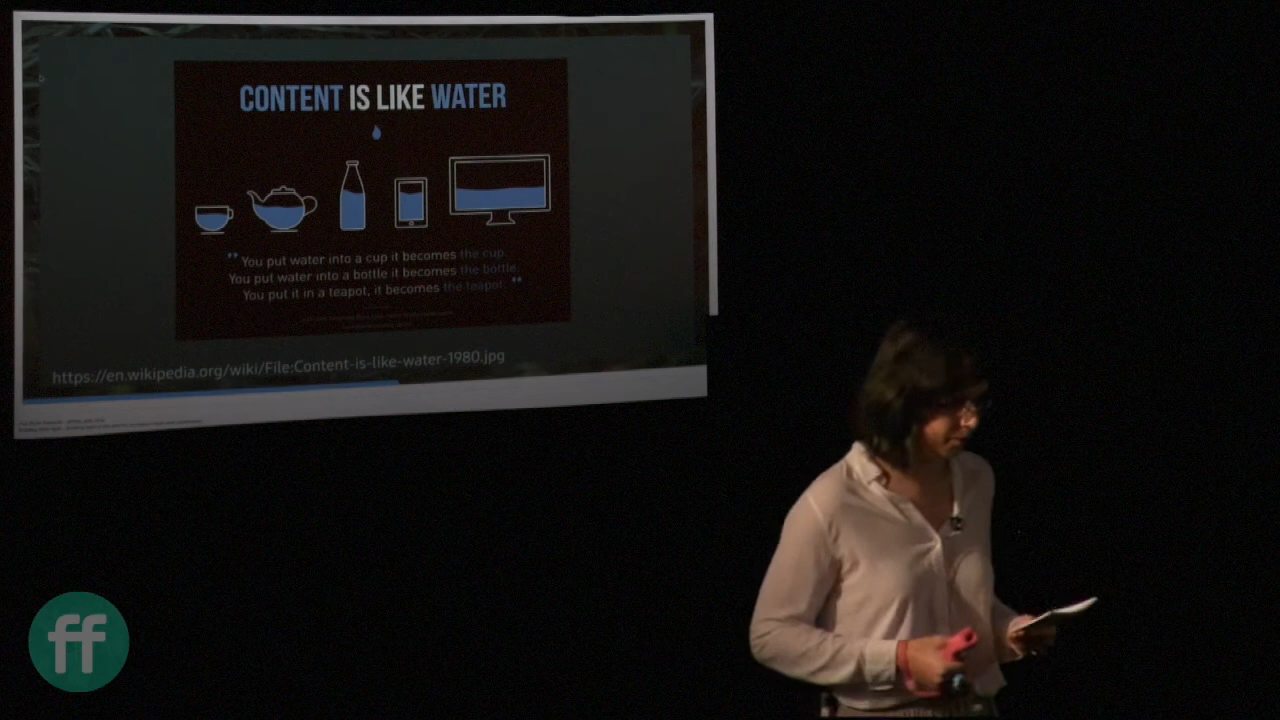 CONTENT IS LIKE WATER
" You put water into a cup it becomes the cup.
You put water into a bottle it becomes the bottle.
You put it in a teapot, it becomes the teapot. "
https://en.wikipedia.org/wiki/File:Content-is-like-water-1980.jpg
ff